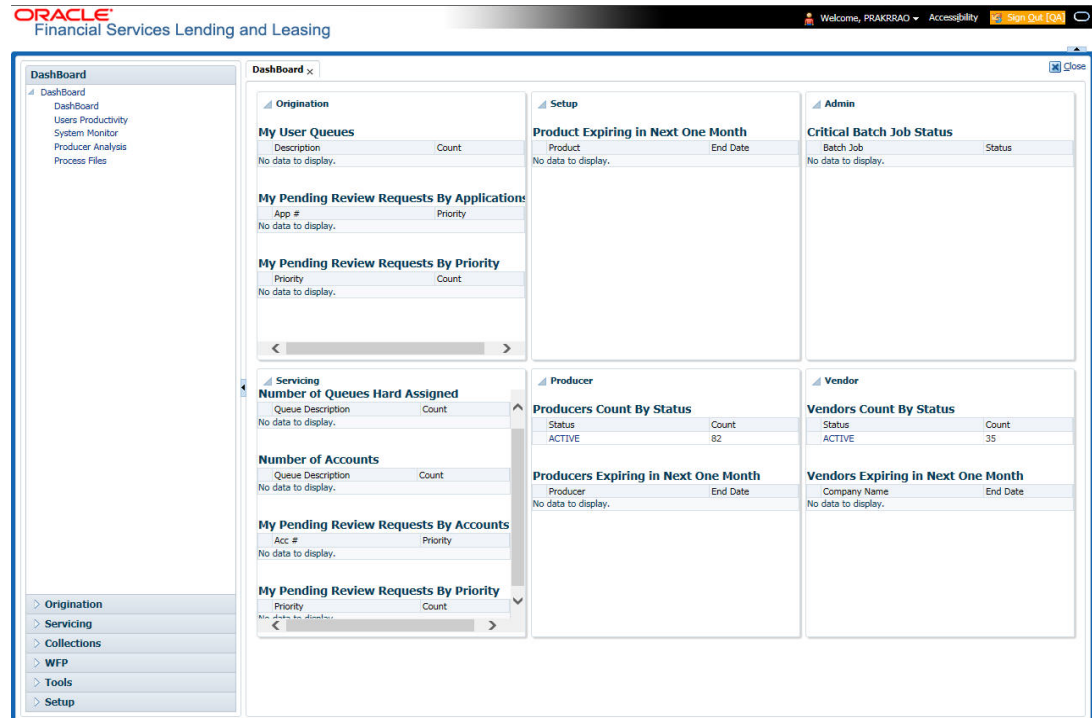 ORACLE
Financial Services Lending and Leasing
Welcome, PRAKRRAO Accessibility Sign Out [QA]
DashBoard
DashBoard
DashBoard
Users Productivity
System Monitor
Producer Analysis
Process Files
Origination
Servicing
Collections
WFP
Tools
Setup
DashBoard x
Close
Origination
My User Queues
Description Count
No data to display.
My Pending Review Requests By Applications
App # Priority
No data to display.
My Pending Review Requests By Priority
Priority Count
No data to display.
Setup
Product Expiring in Next One Month
Product End Date
No data to display.
Admin
Critical Batch Job Status
Batch Job Status
No data to display.
Servicing
Number of Queues Hard Assigned
Queue Description Count
No data to display.
Number of Accounts
Queue Description Count
No data to display.
My Pending Review Requests By Accounts
Acc # Priority
No data to display.
My Pending Review Requests By Priority
Priority Count
No data to display.
Producer
Producers Count By Status
Status Count
ACTIVE 82
Producers Expiring in Next One Month
Producer End Date
No data to display.
Vendor
Vendors Count By Status
Status Count
ACTIVE 35
Vendors Expiring in Next One Month
Company Name End Date
No data to display.